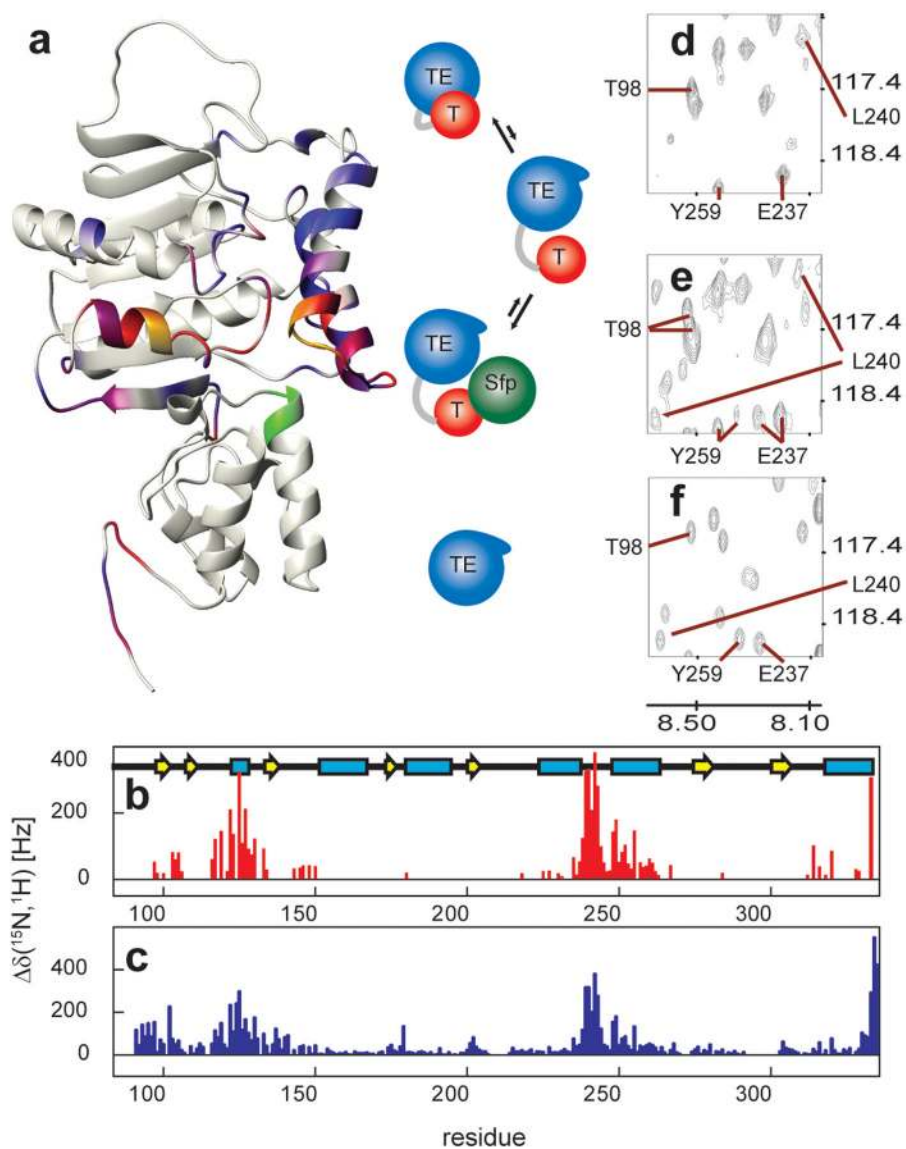 a
TE
T
TE
T
TE
T
Sfp
TE
d
T98
117.4
L240
118.4
Y259
E237
e
T98
117.4
L240
118.4
Y259
E237
f
T98
117.4
L240
118.4
Y259
E237
8.50
8.10
b
400
200
0
100
150
200
250
300
Δδ(¹⁵N,¹H) [Hz]
c
400
200
0
100
150
200
250
300
residue